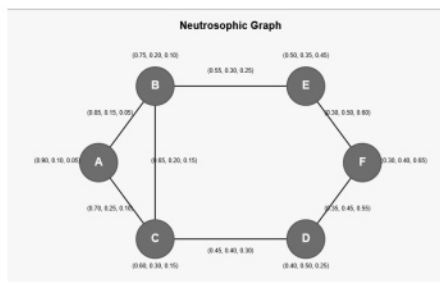 Neutrosophic Graph
(0.75, 0.20, 0.10)
(0.50, 0.35, 0.45)
(0.55, 0.30, 0.25)
B
E
(0.85, 0.15, 0.05)
(0.30, 0.50, 0.60)
(0.90, 0.10, 0.05)
A
(0.65, 0.20, 0.15)
F
(0.30, 0.40, 0.65)
(0.70, 0.25, 0.10)
(0.35, 0.45, 0.55)
C
D
(0.45, 0.40, 0.30)
(0.60, 0.30, 0.15)
(0.40, 0.50, 0.25)